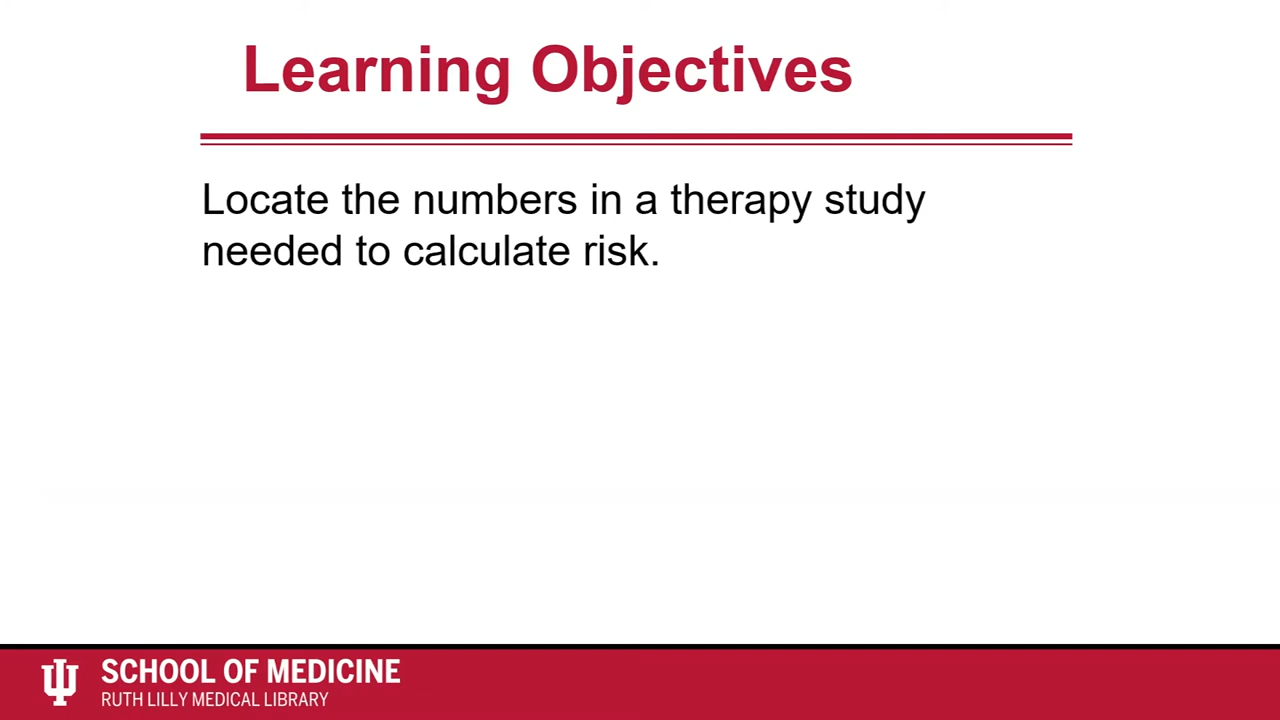 Learning Objectives
Locate the numbers in a therapy study
needed to calculate risk.
SCHOOL OF MEDICINE
RUTH LILLY MEDICAL LIBRARY